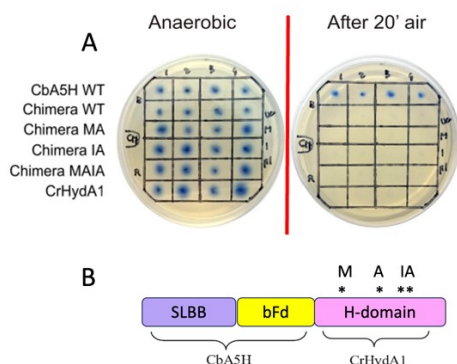 Anaerobic
After 20' air
A
CbA5H WT
Chimera WT
Chimera MA
Chimera IA
Chimera MAIA
CrHydA1
B
M A IA
* * **
SLBB bFd H-domain
CbA5H CrHydA1